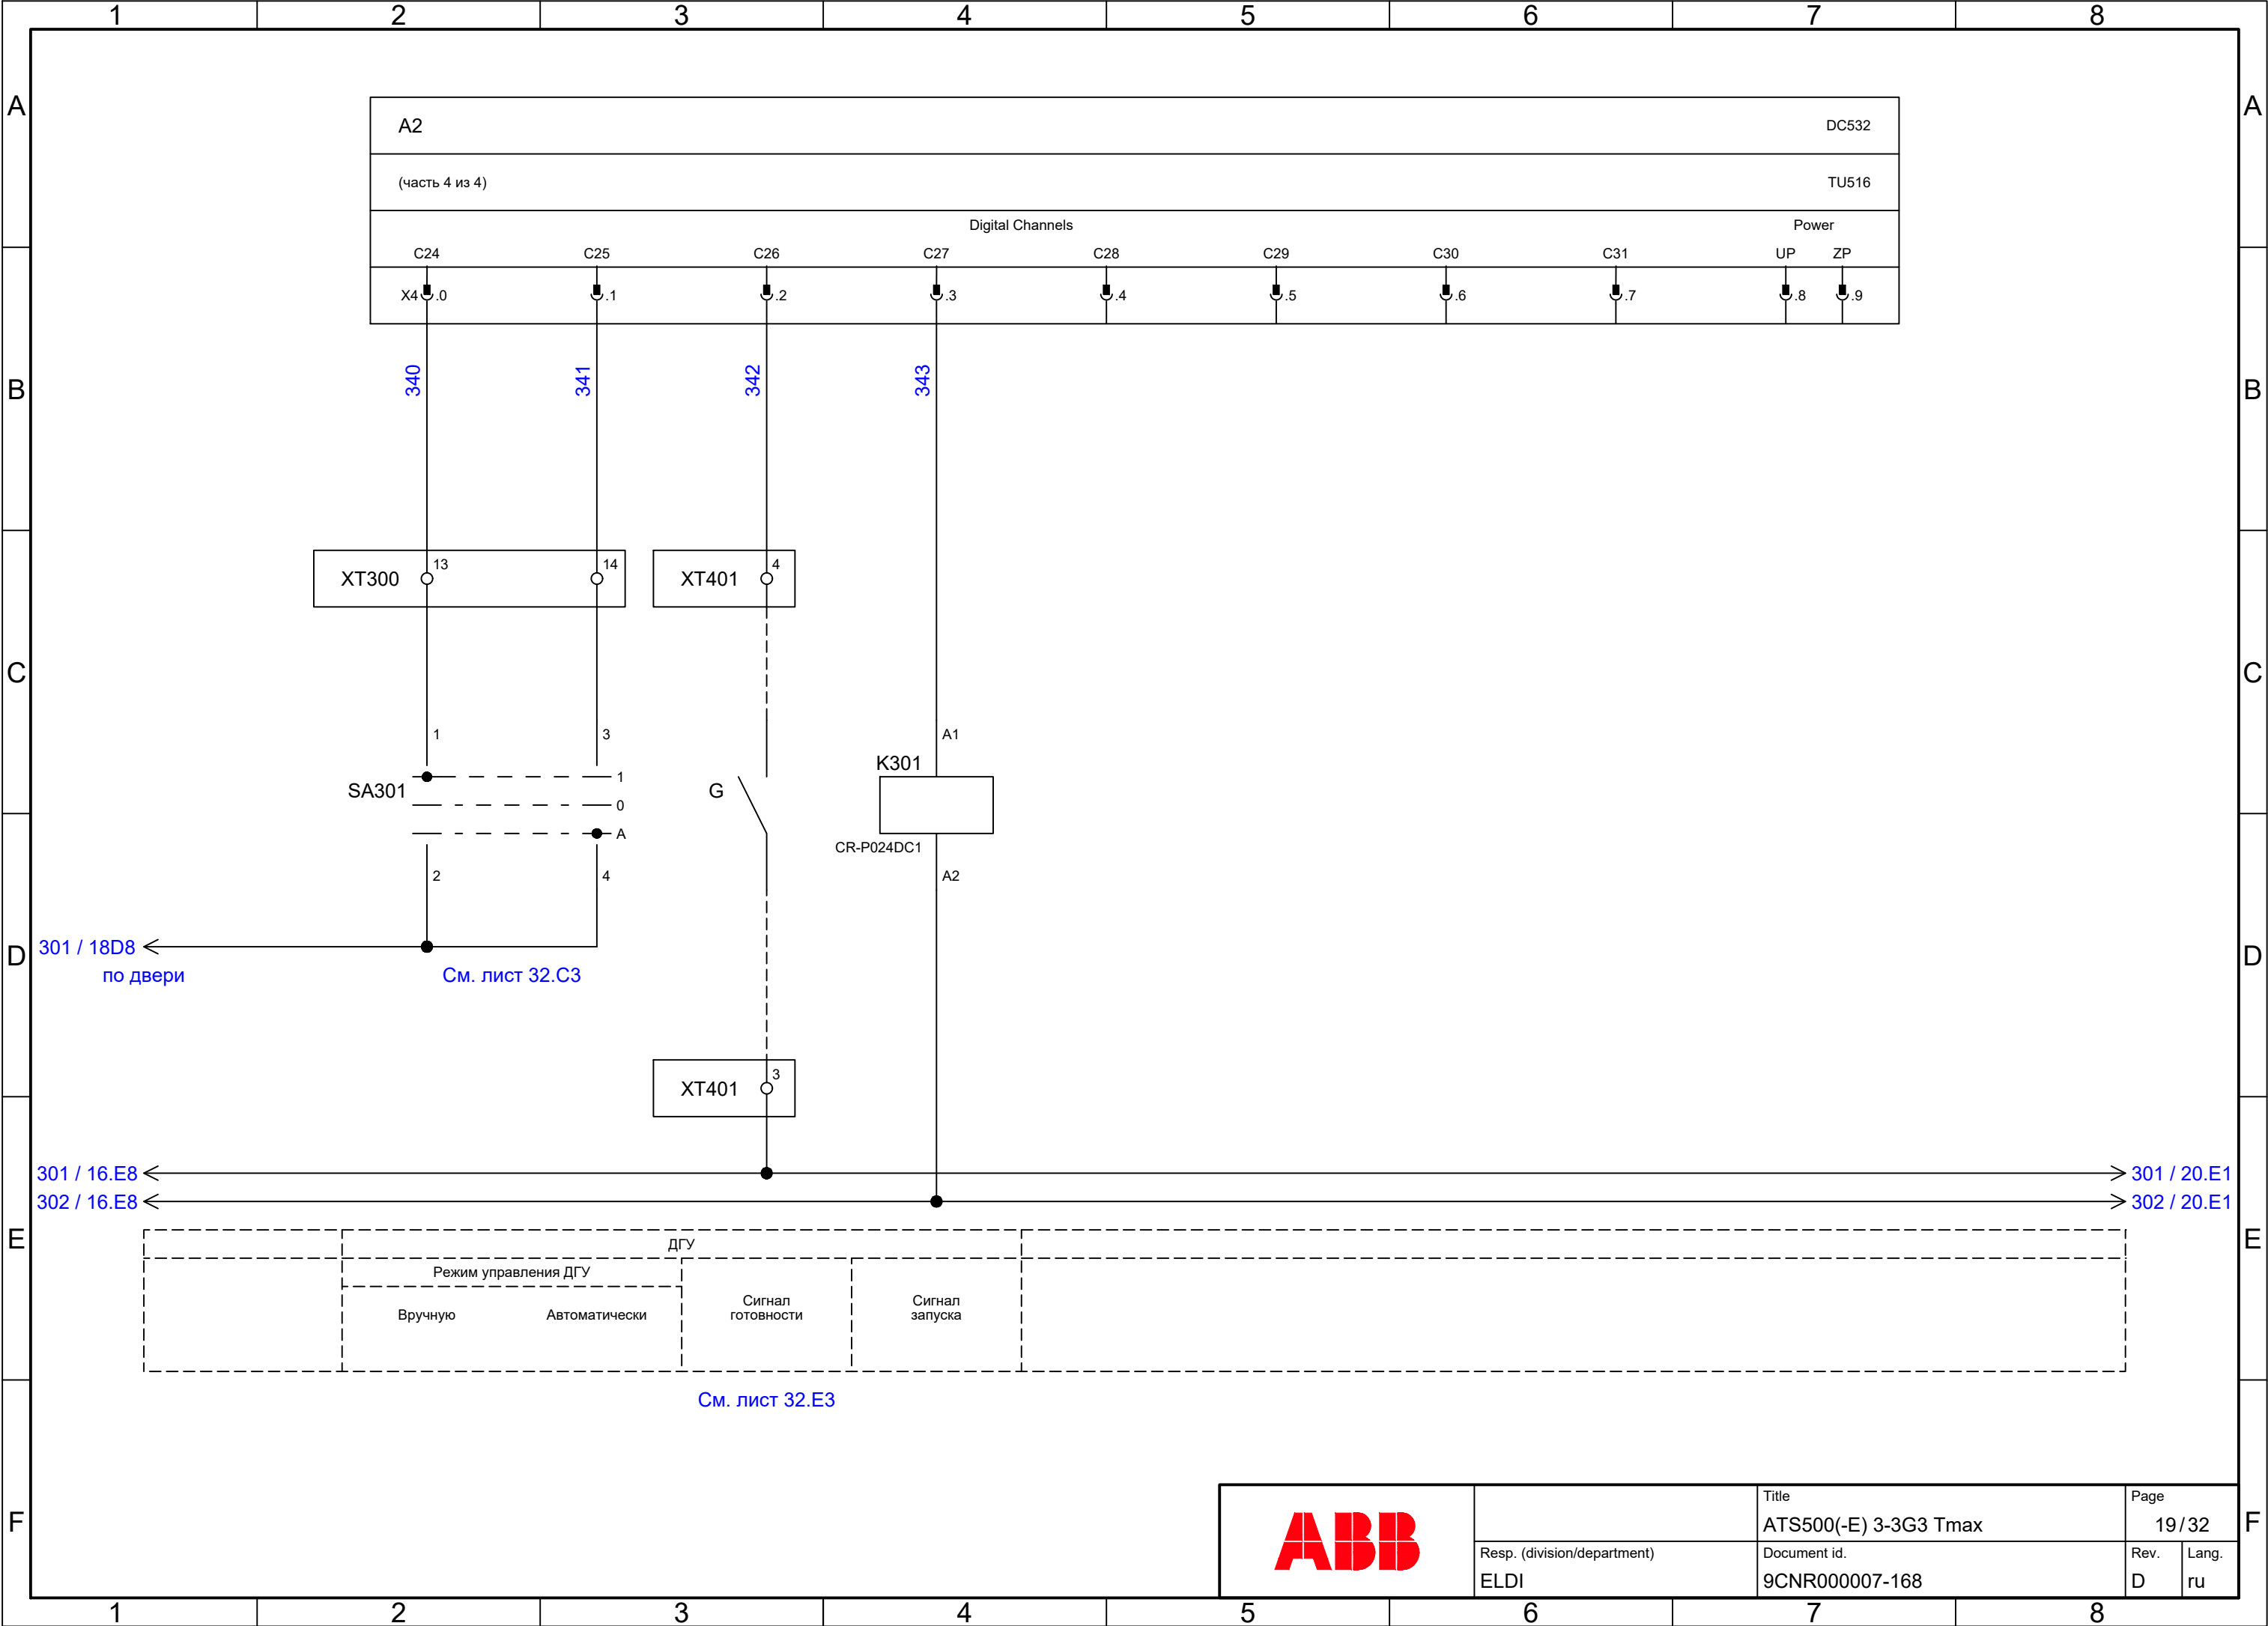 1 2 3 4 5 6 7 8
A A
A2 DC532
(часть 4 из 4) TU516
Digital Channels Power
C24 C25 C26 C27 C28 C29 C30 C31 UP ZP
X4 .0 .1 .2 .3 .4 .5 .6 .7 .8 .9
B B
340 341 342 343
13 14 4
XT300 XT401
C C
1 3 A1
K301
1
SA301 G
0
A
CR-P024DC1
2 4 A2
301 / 18D8
D D
по двери См. лист 32.C3
3
XT401
301 / 16.E8 301 / 20.E1
302 / 16.E8 302 / 20.E1
E E
ДГУ
Режим управления ДГУ
Вручную Автоматически
Сигнал
готовности
Сигнал
запуска
См. лист 32.E3
F F
ABB
Title
ATS500(-E) 3-3G3 Tmax
Page
19/32
Resp. (division/department)
ELDI
Document id.
9CNR000007-168
Rev.
D
Lang.
ru
1 2 3 4 5 6 7 8